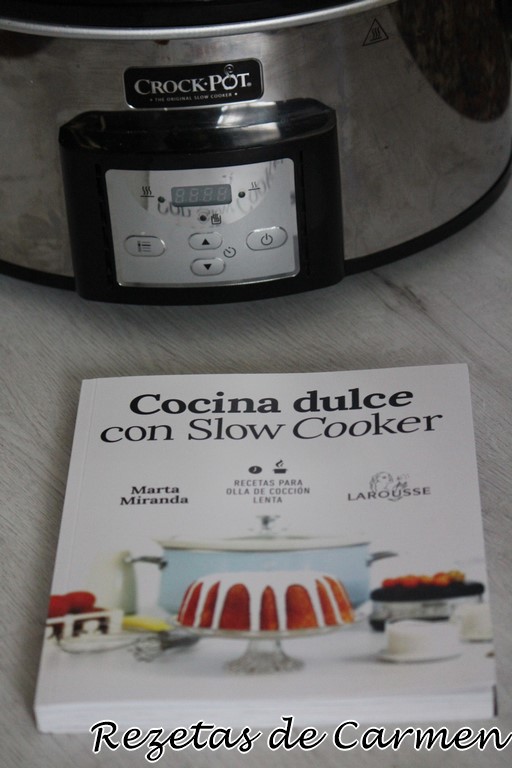 CROCK·POT®
• THE ORIGINAL SLOW COOKER •
Cocina dulce
con Slow Cooker
Marta
Miranda
RECETAS PARA
OLLA DE COCCIÓN
LENTA
LAROUSSE
Rezetas de Carmen